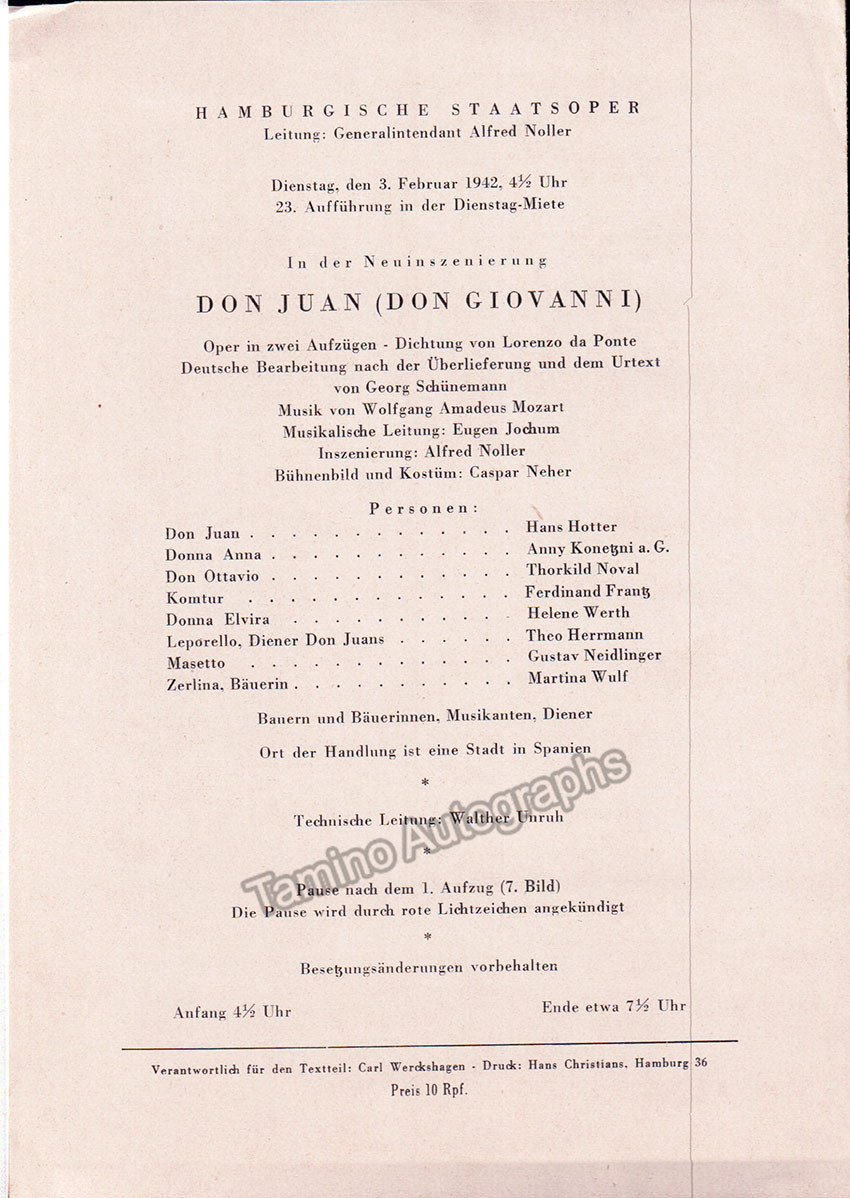 HAMBURGISCHE STAATSOPER
Leitung: Generalintendant Alfred Noller
Dienstag, den 3. Februar 1942, 4½ Uhr
23. Aufführung in der Dienstag-Miete
In der Neuinszenierung
DON JUAN (DON GIOVANNI)
Oper in zwei Aufzügen - Dichtung von Lorenzo da Ponte
Deutsche Bearbeitung nach der Überlieferung und dem Urtext
von Georg Schünemann
Musik von Wolfgang Amadeus Mozart
Musikalische Leitung: Eugen Jochum
Inszenierung: Alfred Noller
Bühnenbild und Kostüm: Caspar Neher
Personen:
Don Juan . . . . . . . . . . . . . Hans Hotter
Donna Anna . . . . . . . . . . . . Anny Konetzni a. G.
Don Ottavio . . . . . . . . . . . . Thorkild Noval
Komtur . . . . . . . . . . . . . Ferdinand Frantz
Donna Elvira . . . . . . . . . . . Helene Werth
Leporello, Diener Don Juans . . . . . . Theo Herrmann
Masetto . . . . . . . . . . . . . Gustav Neidlinger
Zerlina, Bäuerin . . . . . . . . . . . Martina Wulf
Bauern und Bäuerinnen, Musikanten, Diener
Ort der Handlung ist eine Stadt in Spanien
*
Technische Leitung: Walther Unruh
*
Tamino Autographs
Pause nach dem 1. Aufzug (7. Bild)
Die Pause wird durch rote Lichtzeichen angekündigt
*
Besetzungsänderungen vorbehalten
Anfang 4½ Uhr Ende etwa 7½ Uhr
Verantwortlich für den Textteil: Carl Werckshagen - Druck: Hans Christians, Hamburg 36
Preis 10 Rpf.